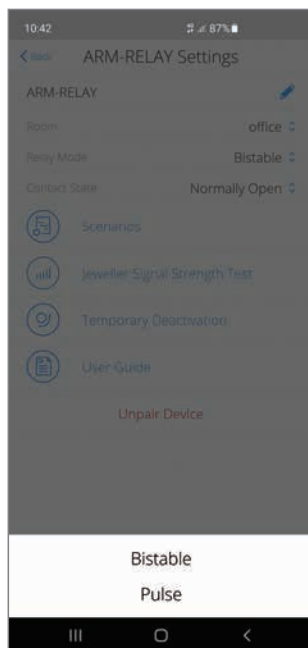 10:42 87%
Back ARM-RELAY Settings
ARM-RELAY
Room office
Relay Mode Bistable
Contact State Normally Open
Scenarios
Jeweller Signal Strength Test
Temporary Deactivation
User Guide
Unpair Device
Bistable
Pulse